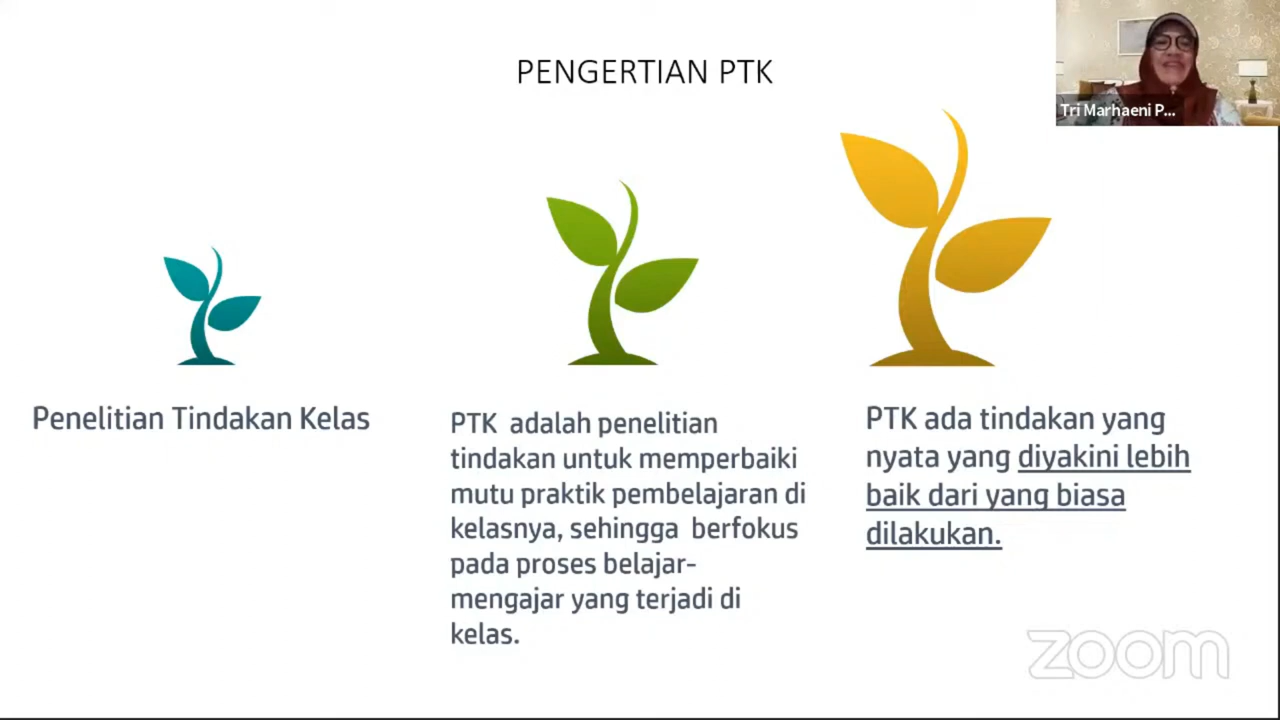 PENGERTIAN PTK
Tri Marhaeni P...
Penelitian Tindakan Kelas
PTK adalah penelitian
tindakan untuk memperbaiki
mutu praktik pembelajaran di
kelasnya, sehingga berfokus
pada proses belajar-
mengajar yang terjadi di
kelas.
PTK ada tindakan yang
nyata yang diyakini lebih
baik dari yang biasa
dilakukan.
zoom